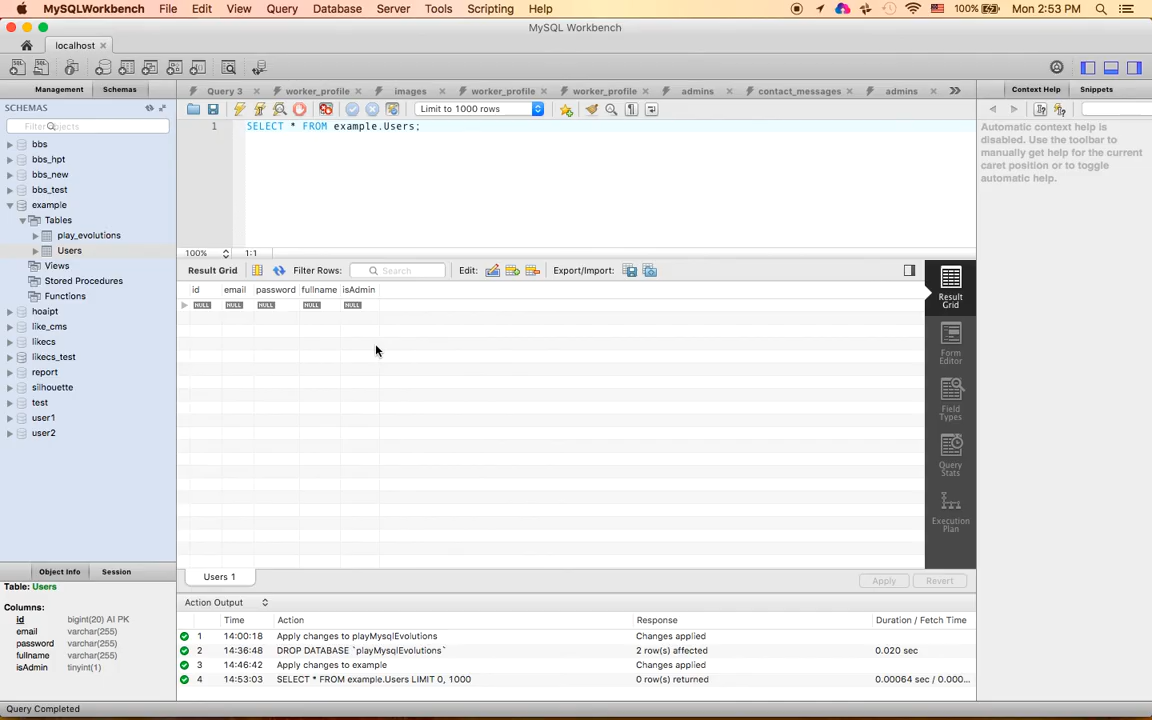 MySQLWorkbench File Edit View Query Database Server Tools Scripting Help 100% Mon 2:53 PM
MySQL Workbench
localhost
Management Schemas
Query 3 worker_profile images worker_profile worker_profile admins contact_messages admins
Context Help Snippets
SCHEMAS
Limit to 1000 rows
Filter objects
1 SELECT * FROM example.Users;
Automatic context help is
disabled. Use the toolbar to
manually get help for the current
caret position or to toggle
automatic help.
bbs
bbs_hpt
bbs_new
bbs_test
example
Tables
play_evolutions
Users
Views
Stored Procedures
Functions
hoaipt
like_cms
likecs
likecs_test
report
silhouette
test
user1
user2
100% 1:1
Result Grid Filter Rows: Search Edit: Export/Import:
id email password fullname isAdmin
NULL NULL NULL NULL NULL
Result
Grid
Form
Editor
Field
Types
Query
Stats
Execution
Plan
Object Info Session
Users 1 Apply Revert
Table: Users
Columns:
id bigint(20) AI PK
email varchar(255)
password varchar(255)
fullname varchar(255)
isAdmin tinyint(1)
Action Output
Time Action Response Duration / Fetch Time
1 14:00:18 Apply changes to playMysqlEvolutions Changes applied
2 14:36:48 DROP DATABASE `playMysqlEvolutions` 2 row(s) affected 0.020 sec
3 14:46:42 Apply changes to example Changes applied
4 14:53:03 SELECT * FROM example.Users LIMIT 0, 1000 0 row(s) returned 0.00064 sec / 0.000...
Query Completed